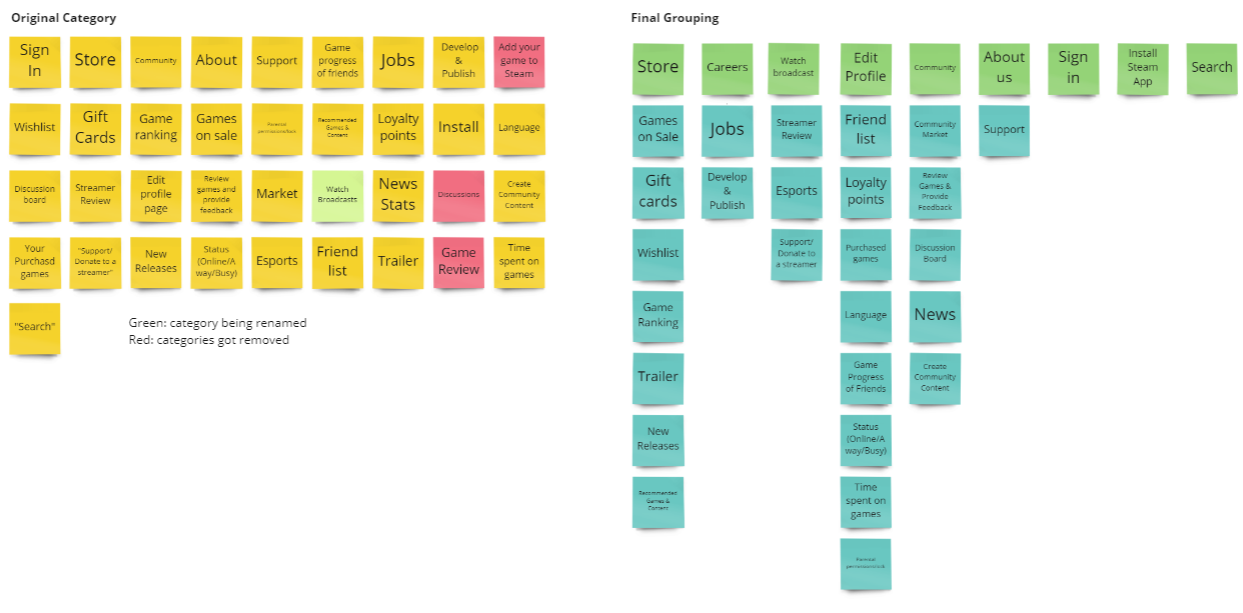 Original Category
Sign
In
Store
Community
About
Support
Game
progress
of friends
Jobs
Develop
&
Publish
Add your
game to
Steam
Wishlist
Gift
Cards
Game
ranking
Games
on sale
Parental
permissions/lock
Recommended
Games &
Content
Loyalty
points
Install
Language
Discussion
board
Streamer
Review
Edit
profile
page
Review
games and
provide
feedback
Market
Watch
Broadcasts
News
Stats
Discussions
Create
Community
Content
Your
Purchasd
games
"Support/
Donate to a
streamer"
New
Releases
Status
(Online/A
way/Busy)
Esports
Friend
list
Trailer
Game
Review
Time
spent on
games
"Search"
Green: category being renamed
Red: categories got removed
Final Grouping
Store
Careers
Watch
broadcast
Edit
Profile
Community
About
us
Sign
in
Install
Steam
App
Search
Games
on Sale
Jobs
Streamer
Review
Friend
list
Community
Market
Support
Gift
cards
Develop
&
Publish
Esports
Loyalty
points
Review
Games &
Provide
Feedback
Wishlist
Support/
Donate to
a streamer
Purchased
games
Discussion
Board
Game
Ranking
Language
News
Trailer
Game
Progress
of Friends
Create
Community
Content
New
Releases
Status
(Online/A
way/Busy)
Recommended
Games &
Content
Time
spent on
games
Parental
permissions/lock